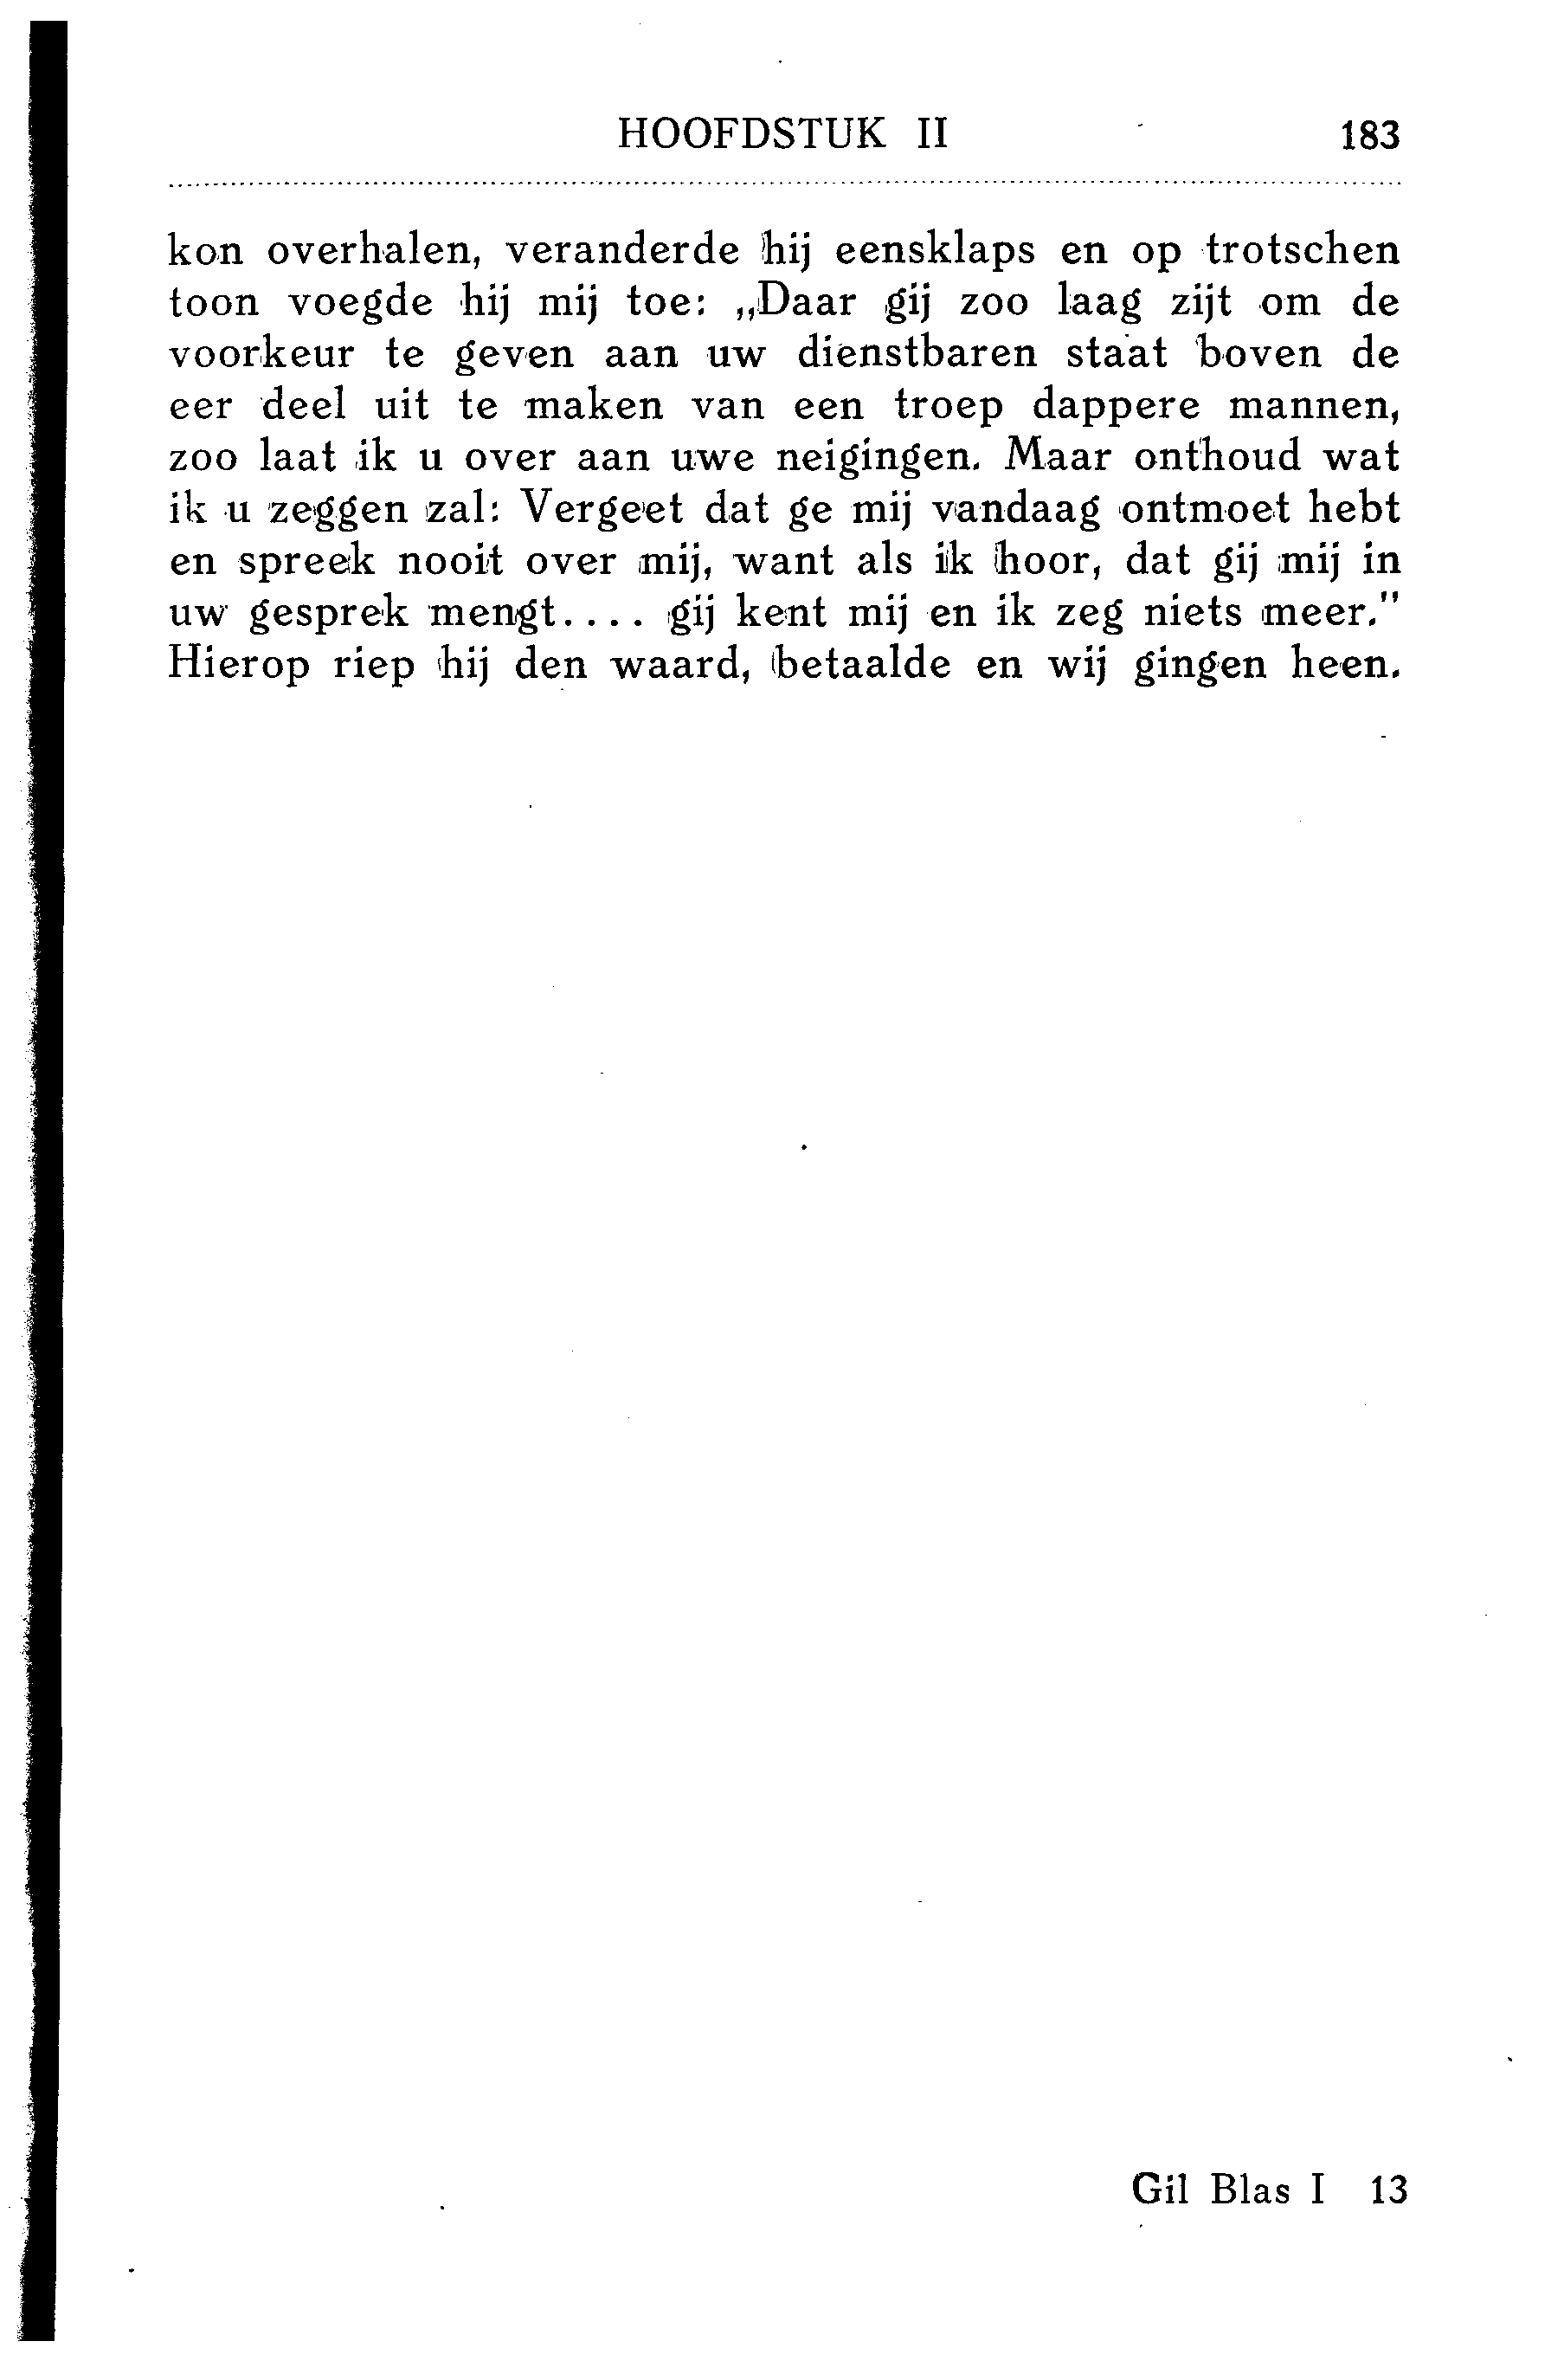 HOOFDSTUK II 183
kon overhalen, veranderde hij eensklaps en op trotschen
toon voegde hij mij toe: „Daar gij zoo laag zijt om de
voorkeur te geven aan uw dienstbaren staat boven de
eer deel uit te maken van een troep dappere mannen,
zoo laat ik u over aan uwe neigingen. Maar onthoud wat
ik u zeggen zal: Vergeet dat ge mij vandaag ontmoet hebt
en spreek nooit over mij, want als ik hoor, dat gij mij in
uw gesprek mengt.... gij kent mij en ik zeg niets meer."
Hierop riep hij den waard, betaalde en wij gingen heen.
Gil Blas I 13